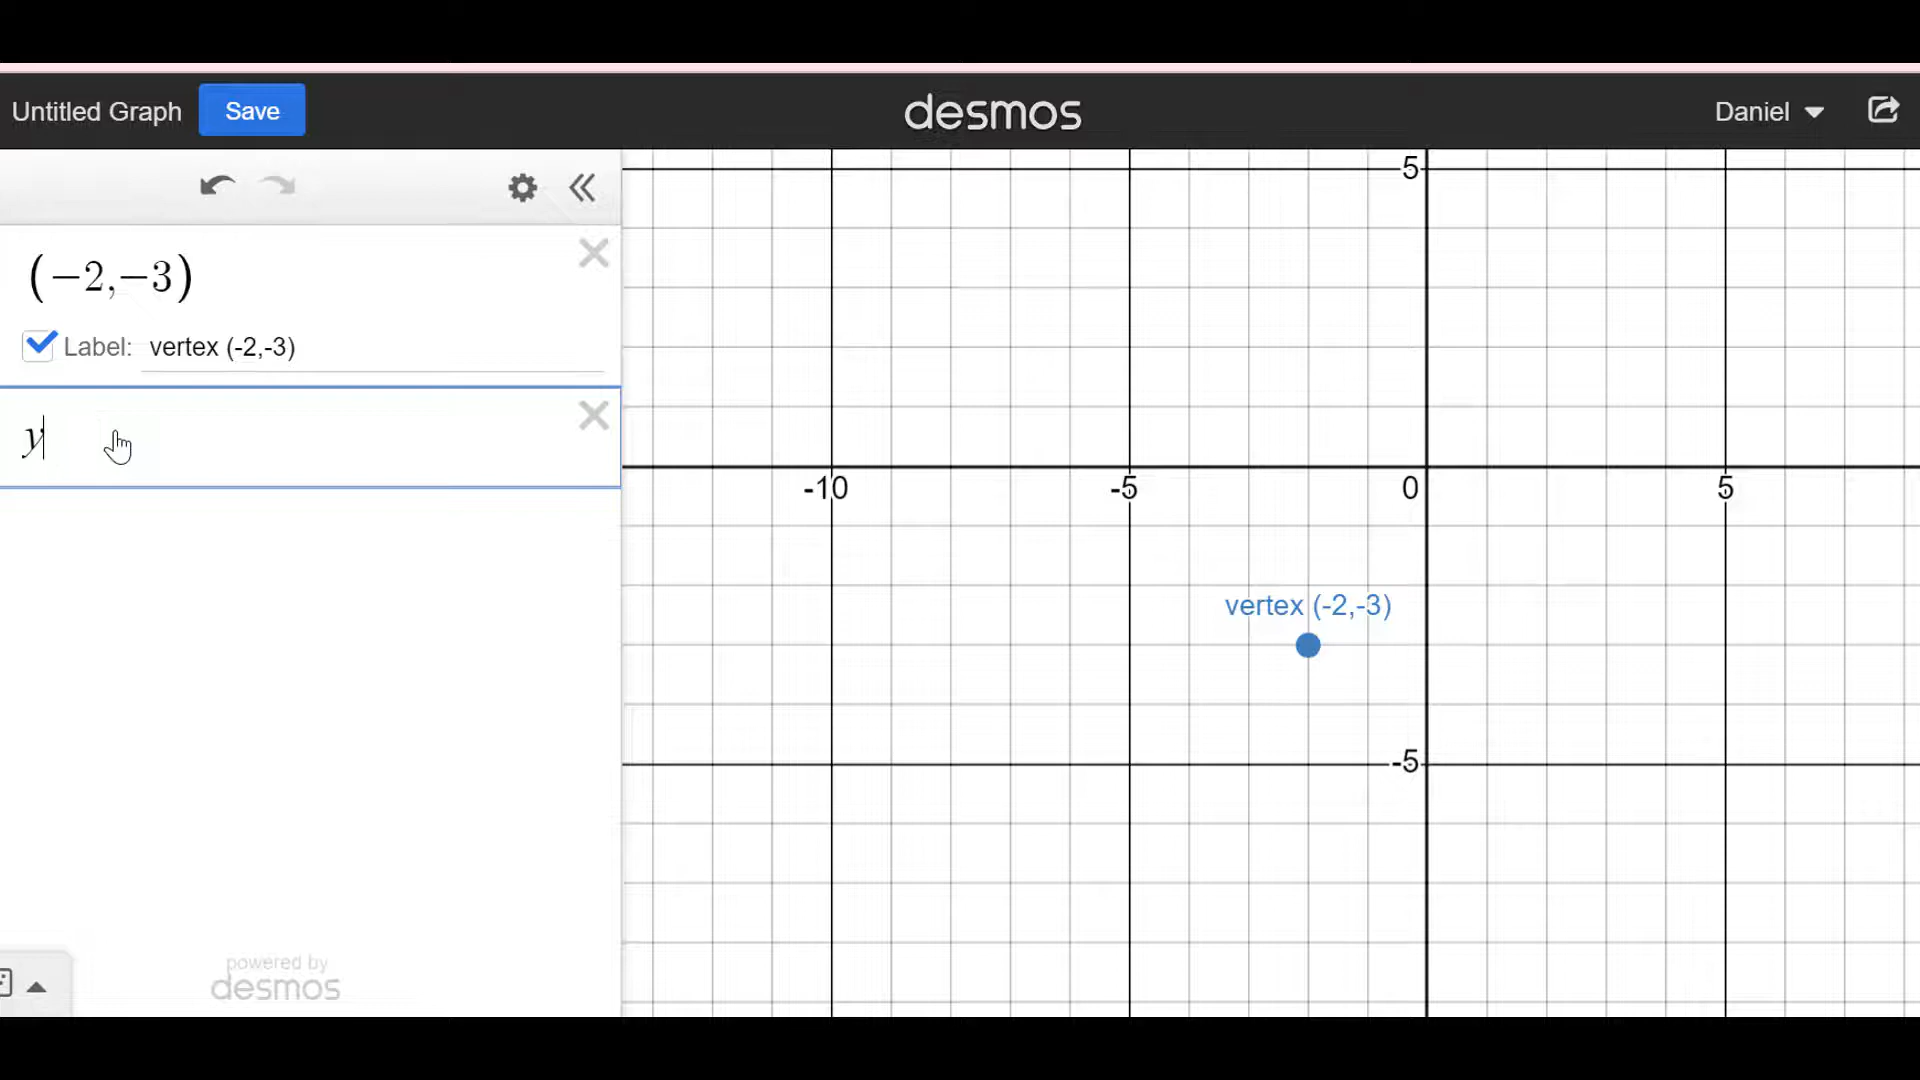 Untitled Graph Save desmos Daniel
(−2,−3)
Label: vertex (-2,-3)
y
5
-10 -5 0 5
vertex (-2,-3)
-5
powered by
desmos